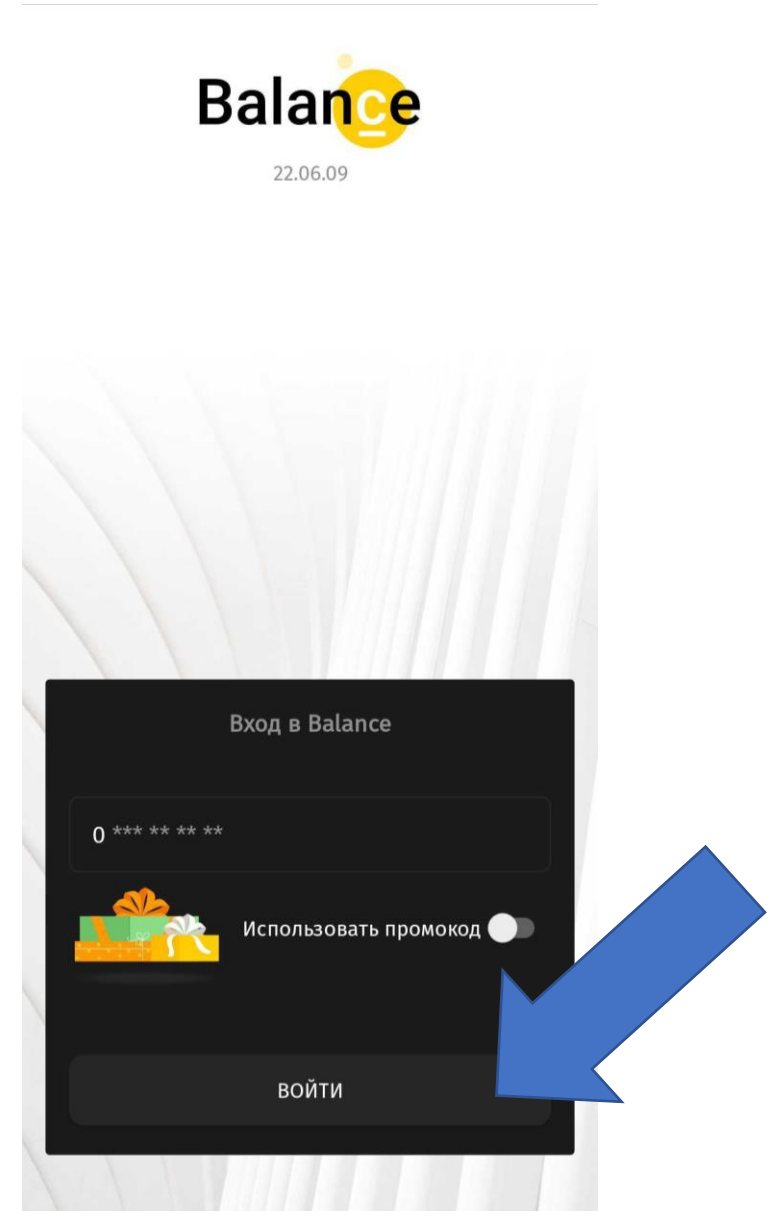 Balance
22.06.09
Вход в Balance
0 *** ** ** **
Использовать промокод
ВОЙТИ